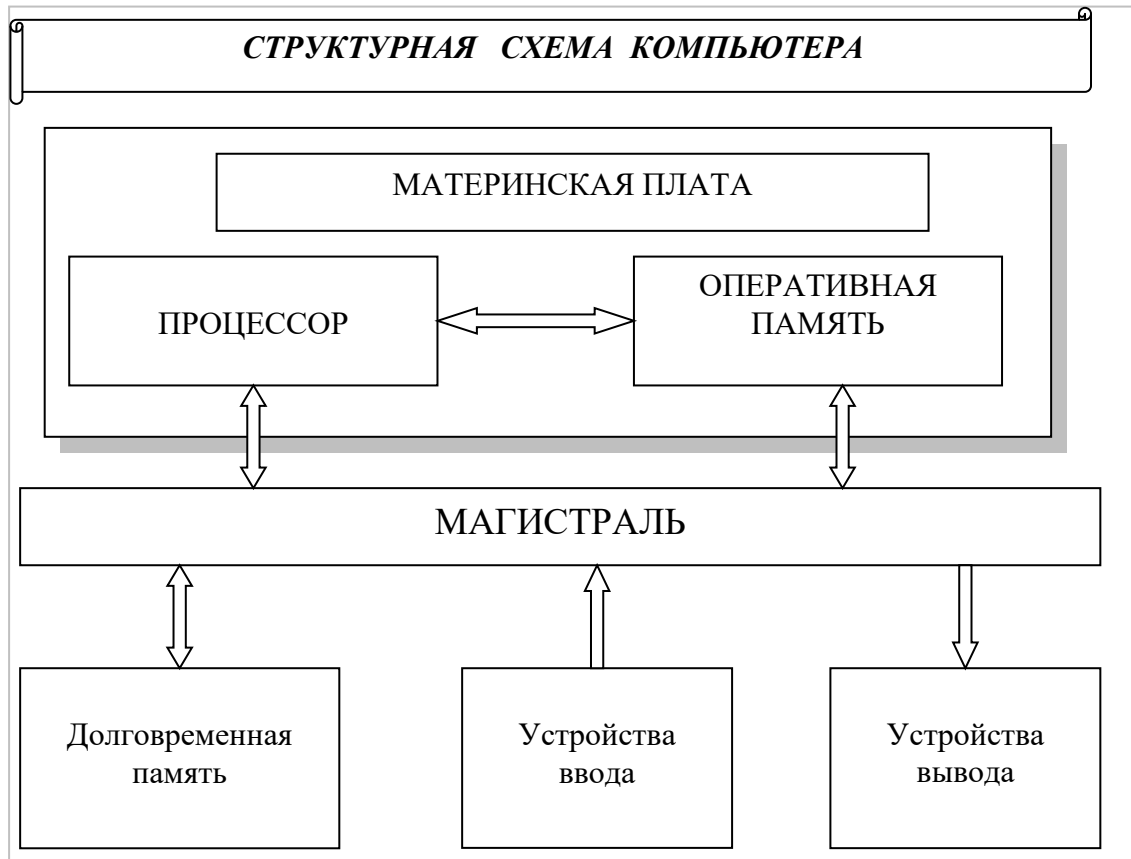 СТРУКТУРНАЯ СХЕМА КОМПЬЮТЕРА
МАТЕРИНСКАЯ ПЛАТА
ПРОЦЕССОР
ОПЕРАТИВНАЯ
ПАМЯТЬ
МАГИСТРАЛЬ
Долговременная
память
Устройства
ввода
Устройства
вывода